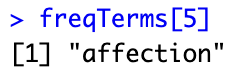 > freqTerms[5]
[1] "affection"